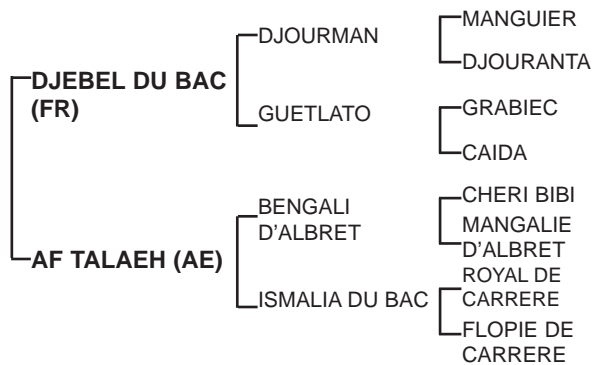 DJEBEL DU BAC
(FR)
DJOURMAN
MANGUIER
DJOURANTA
GUETLATO
GRABIEC
CAIDA
AF TALAEH (AE)
BENGALI
D'ALBRET
CHERI BIBI
MANGALIE
D'ALBRET
ISMALIA DU BAC
ROYAL DE
CARRERE
FLOPIE DE
CARRERE